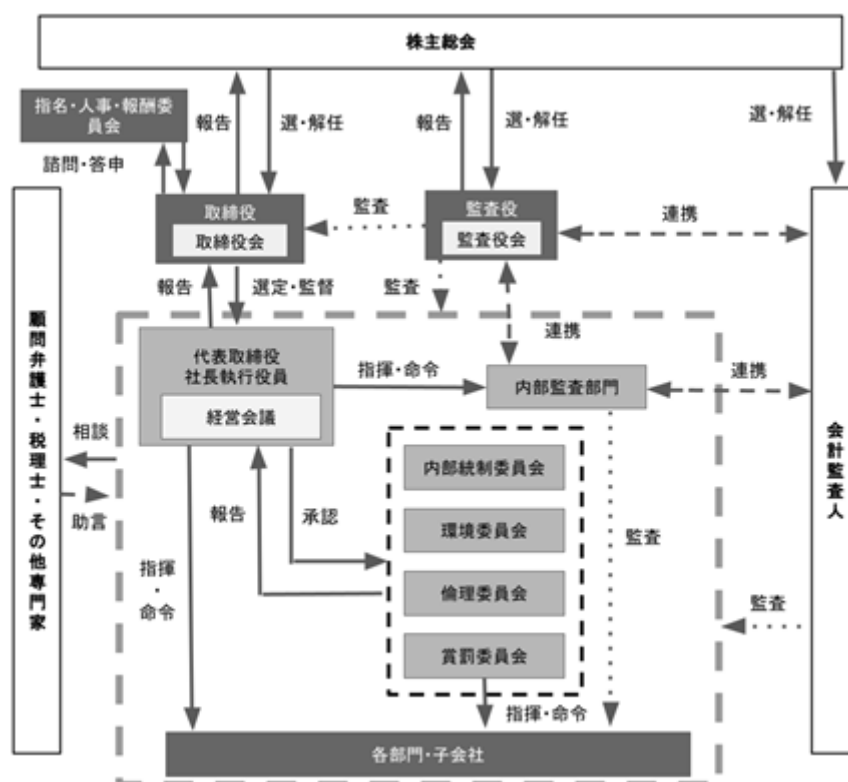 株主総会
指名・人事・報酬委
員会
報告
選・解任
報告
選・解任
選・解任
諮問・答申
取締役
取締役会
監査
監査役
監査役会
連携
報告
選定・監督
監査
連携
代表取締役
社長執行役員
経営会議
指揮・命令
内部監査部門
連携
顧問弁護士・税理士・その他専門家
相談
助言
会計監査人
内部統制委員会
環境委員会
倫理委員会
賞罰委員会
報告
承認
監査
指揮
・
命令
監査
指揮・命令
各部門・子会社